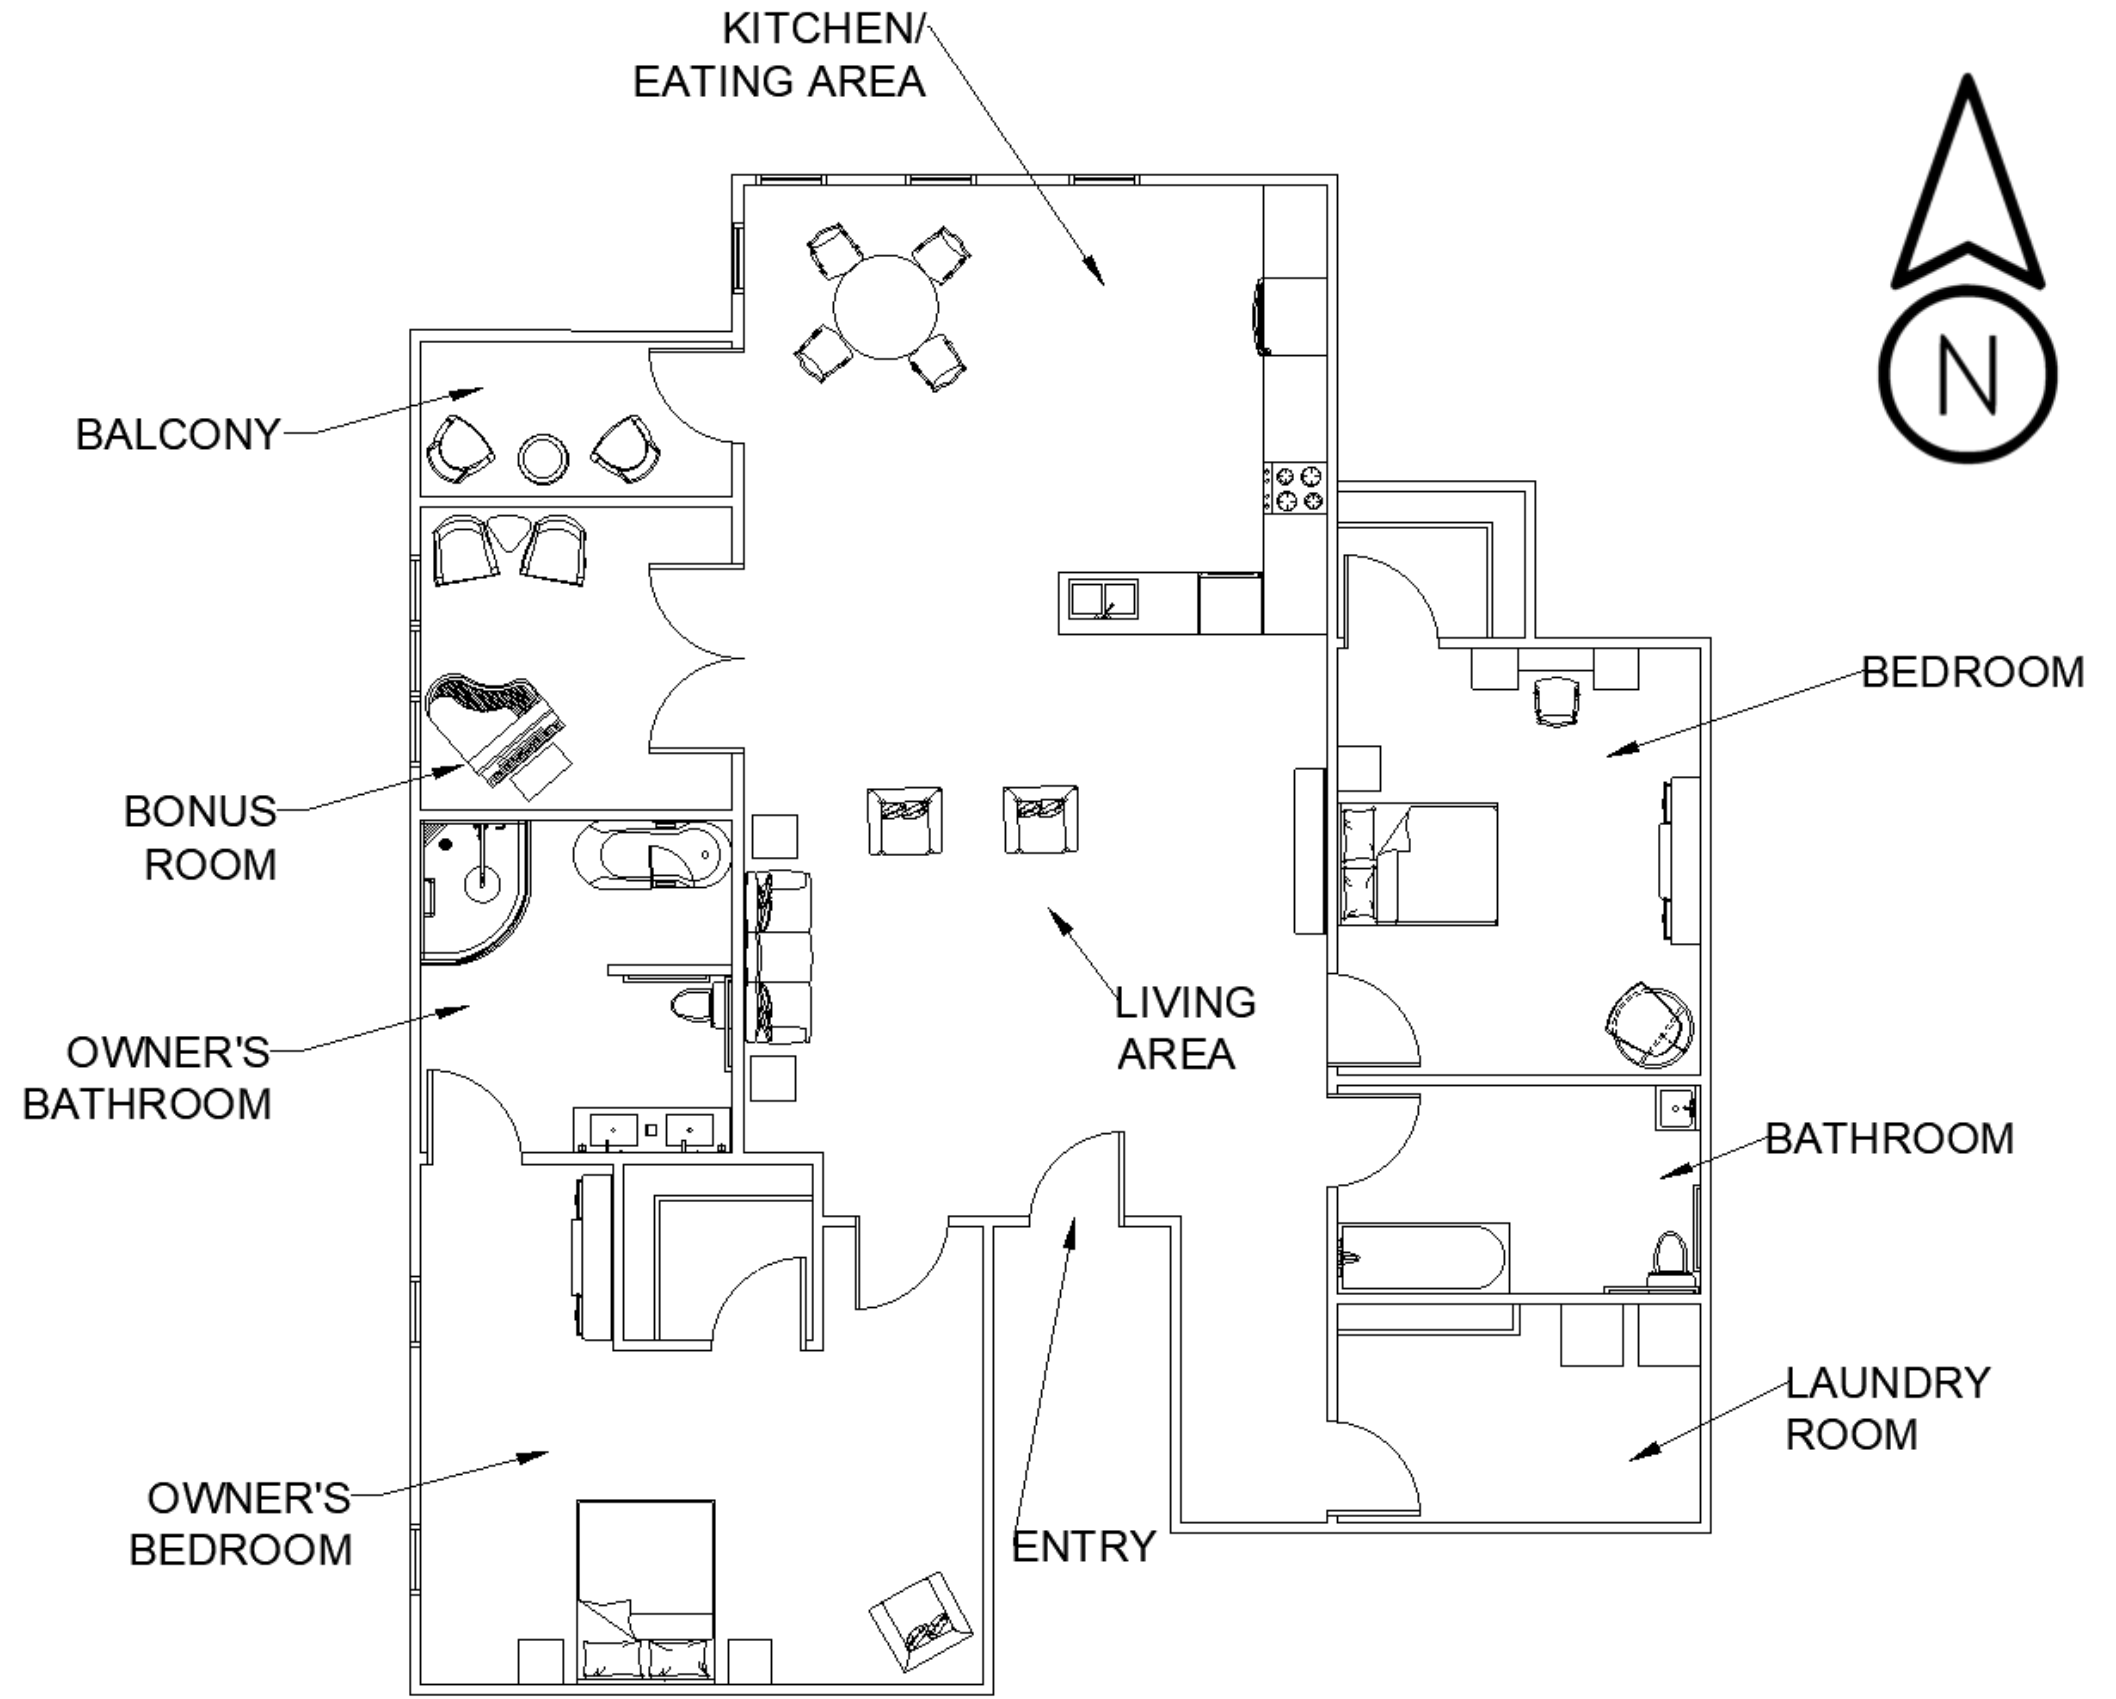 KITCHEN/
EATING AREA
N
BALCONY
BEDROOM
BONUS
ROOM
LIVING
AREA
OWNER'S
BATHROOM
BATHROOM
LAUNDRY
ROOM
OWNER'S
BEDROOM
ENTRY